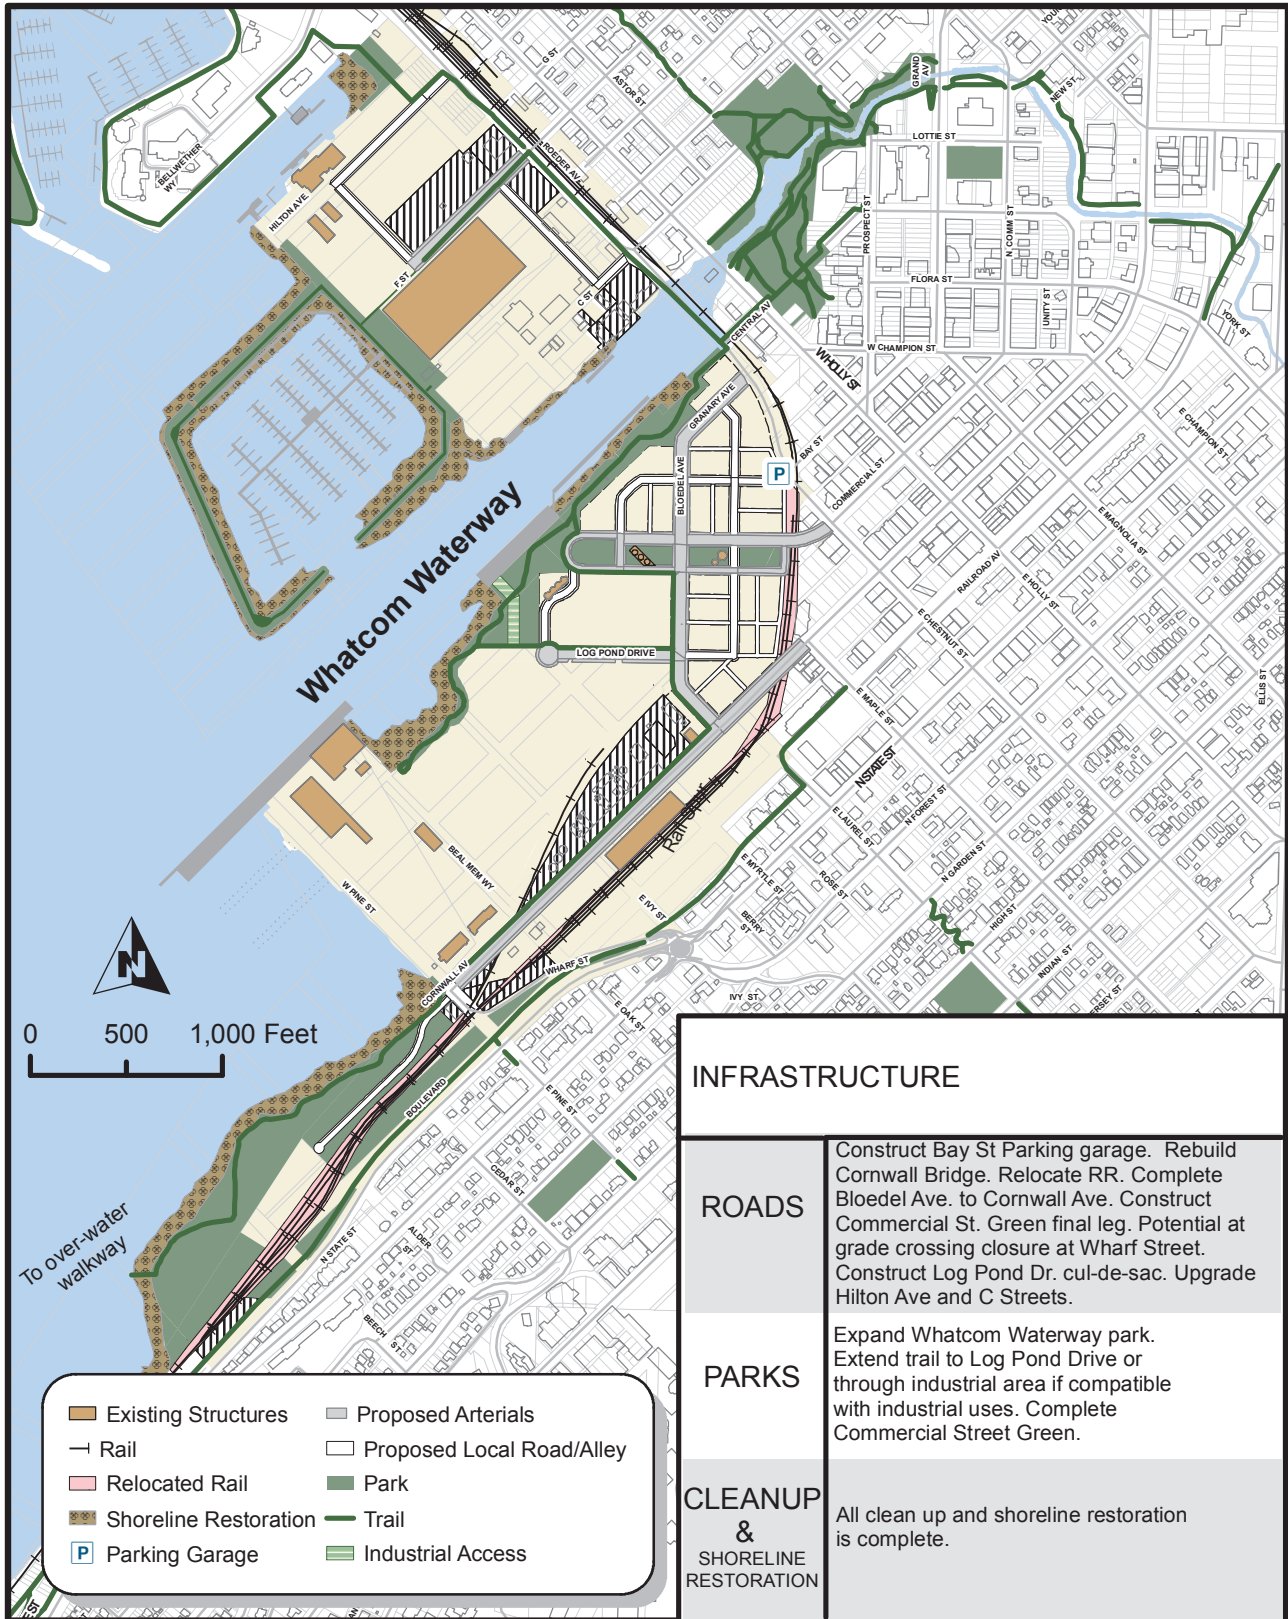 YOUNG
G ST
ASTOR ST
GRAND AV
NEW ST
LOTTIE ST
ROEDER AV
BELLWETHER WY
HILTON AVE
PROSPECT ST
N COMM ST
F ST
C ST
FLORA ST
UNITY ST
YORK ST
CENTRAL AV
W CHAMPION ST
W HOLLY ST
GRANARY AVE
E CHAMPION ST
BAY ST
P
COMMERCIAL ST
BLOEDEL AVE
E MAGNOLIA ST
Whatcom Waterway
RAILROAD AV
E HOLLY ST
E CHESTNUT ST
LOG POND DRIVE
ELLIS ST
E MAPLE ST
N STATE ST
Rail Spur
N FOREST ST
E LAUREL ST
BEAL MEM WY
N GARDEN ST
E MYRTLE ST
ROSE ST
W PINE ST
E IVY ST
BERRY ST
HIGH ST
N
INDIAN ST
WHARF ST
CORNWALL AV
IVY ST
ERSEY ST
E OAK ST
0 500 1,000 Feet
BOULEVARD
E PINE ST
CEDAR ST
N STATE ST
ALDER ST
BEECH ST
To over-water
walkway
INFRASTRUCTURE
ROADS
Construct Bay St Parking garage. Rebuild
Cornwall Bridge. Relocate RR. Complete
Bloedel Ave. to Cornwall Ave. Construct
Commercial St. Green final leg. Potential at
grade crossing closure at Wharf Street.
Construct Log Pond Dr. cul-de-sac. Upgrade
Hilton Ave and C Streets.
PARKS
Expand Whatcom Waterway park.
Extend trail to Log Pond Drive or
through industrial area if compatible
with industrial uses. Complete
Commercial Street Green.
CLEANUP
&
SHORELINE
RESTORATION
All clean up and shoreline restoration
is complete.
Existing Structures
Rail
Relocated Rail
Shoreline Restoration
P Parking Garage
Proposed Arterials
Proposed Local Road/Alley
Park
Trail
Industrial Access